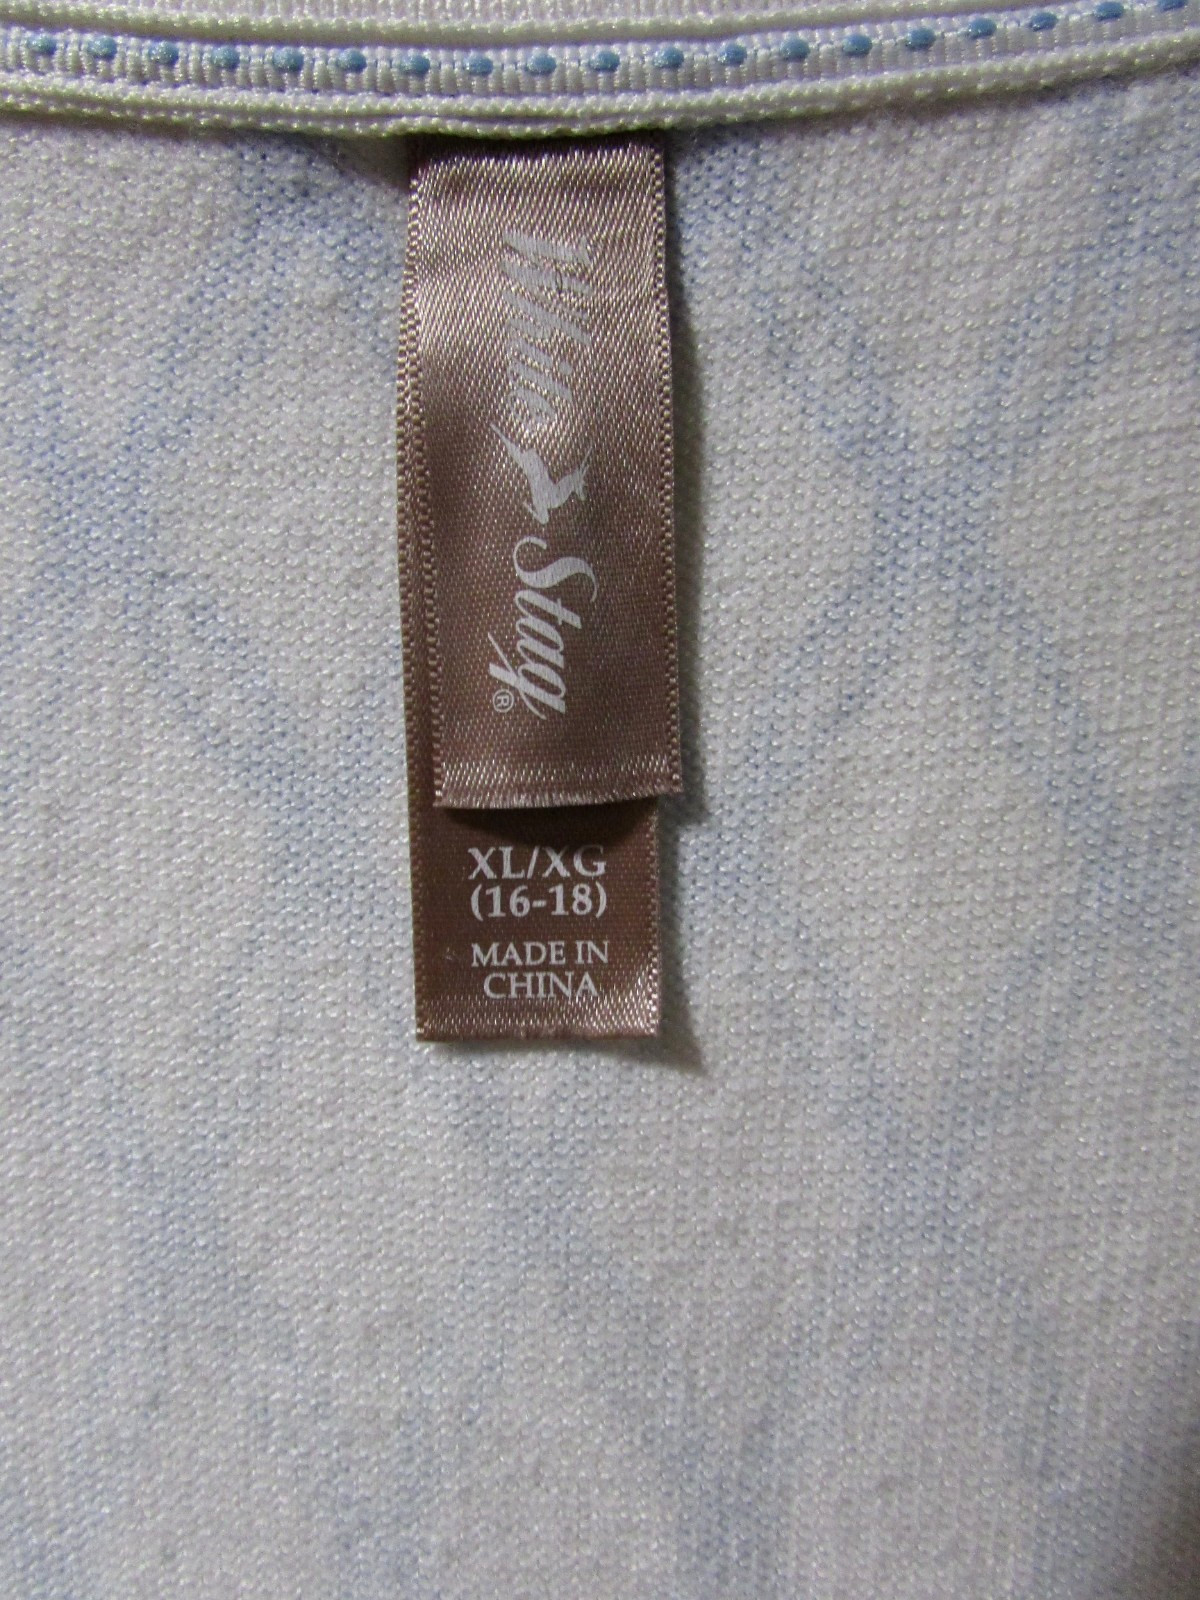 White Stag®
XL/XG
(16-18)
MADE IN
CHINA